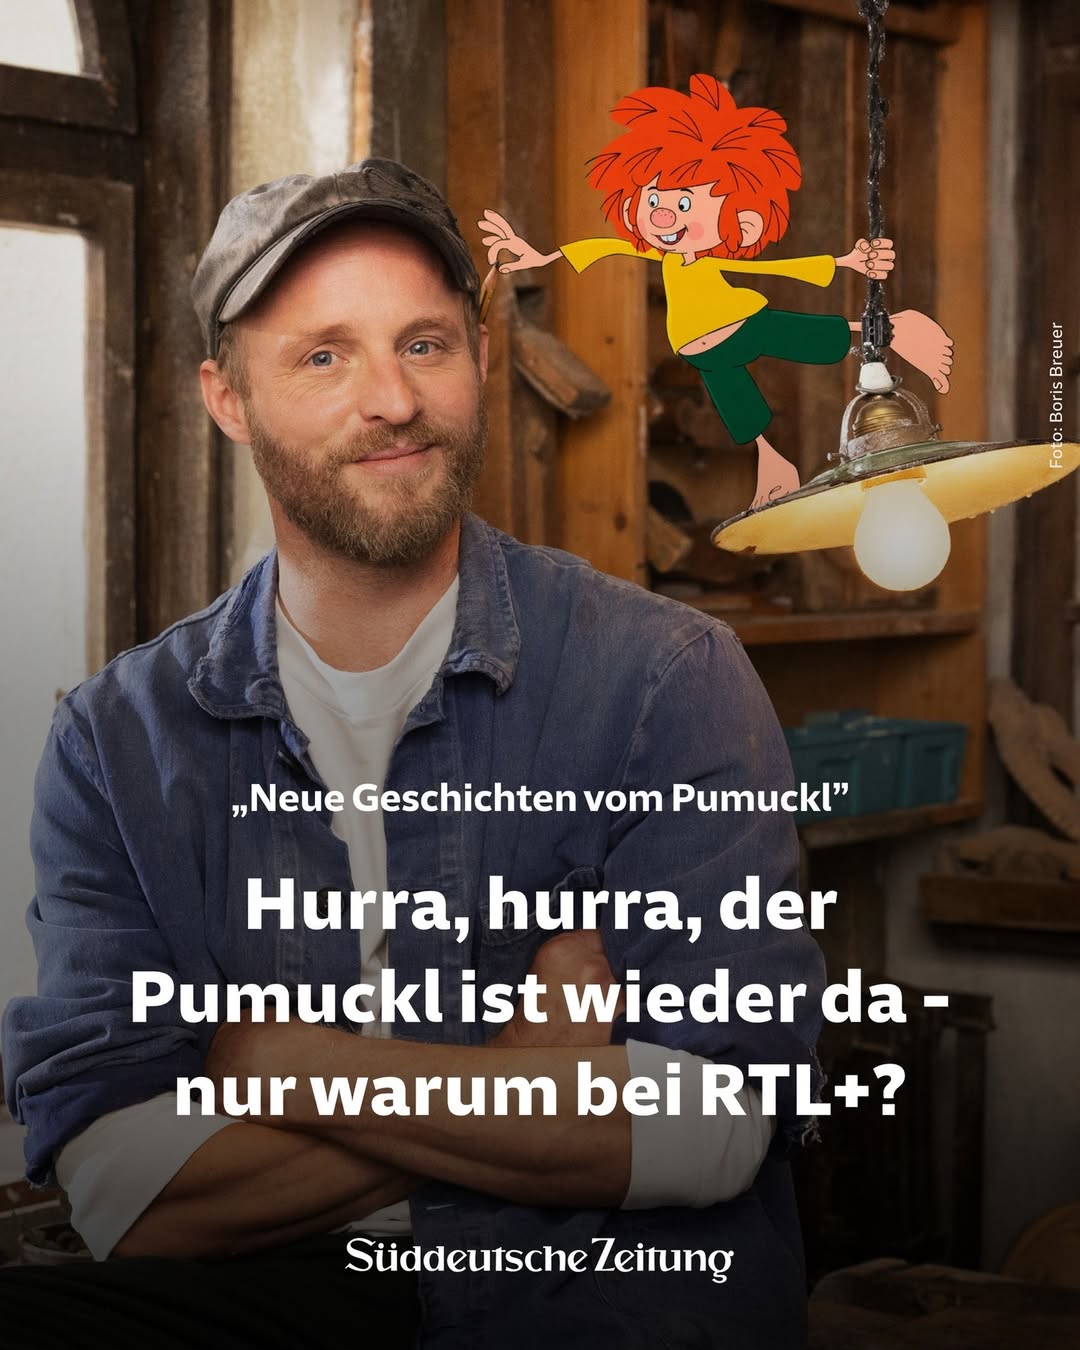 Foto: Boris Breuer
„Neue Geschichten vom Pumuckl”
Hurra, hurra, der
Pumuckl ist wieder da -
nur warum bei RTL+?
Süddeutsche Zeitung